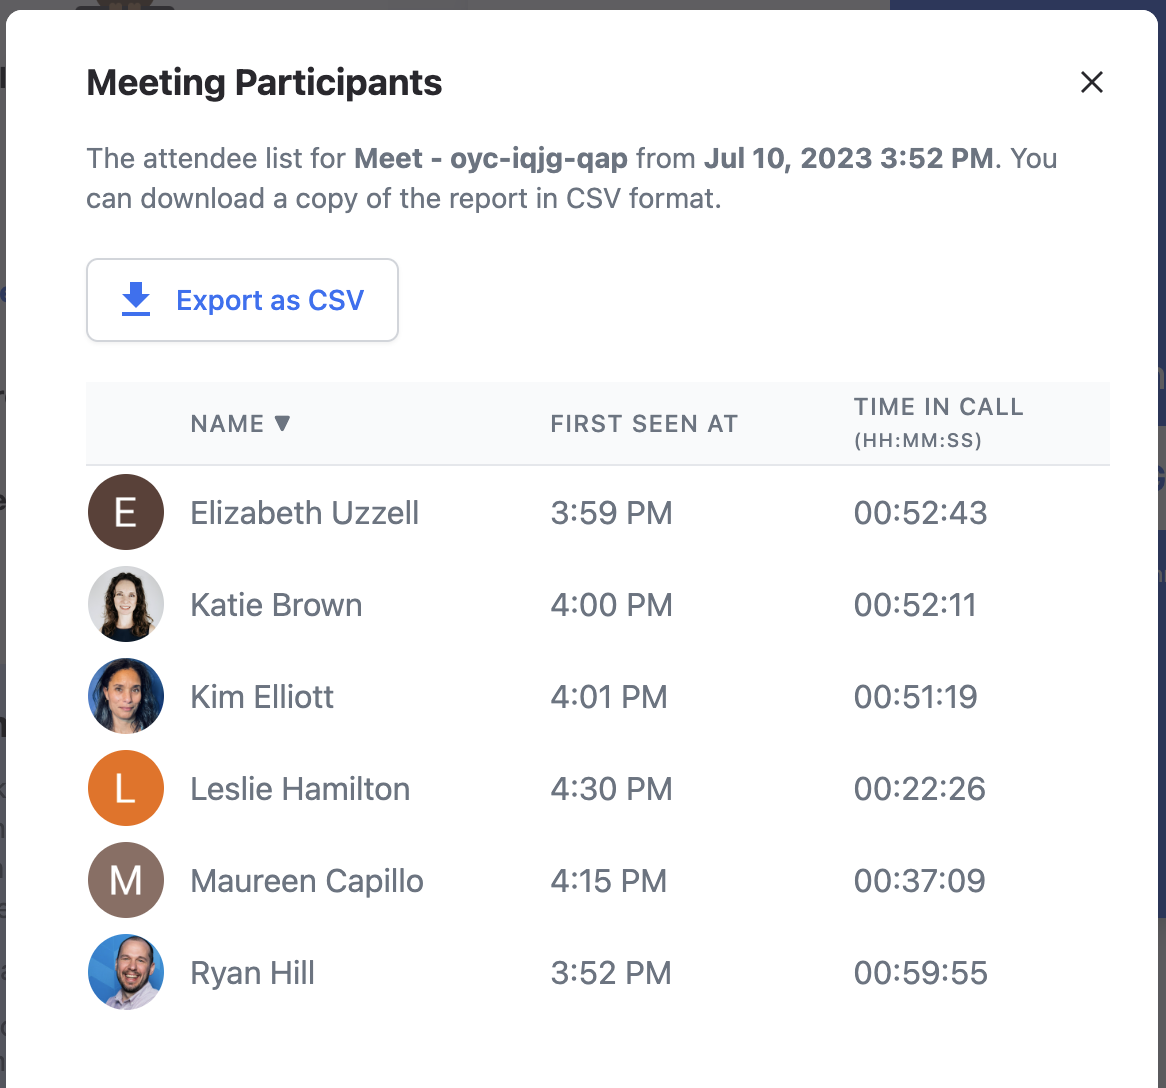 Meeting Participants
The attendee list for Meet - oyc-iqjg-qap from Jul 10, 2023 3:52 PM. You
can download a copy of the report in CSV format.
Export as CSV
NAME ▼ FIRST SEEN AT TIME IN CALL
(HH:MM:SS)
E Elizabeth Uzzell 3:59 PM 00:52:43
Katie Brown 4:00 PM 00:52:11
Kim Elliott 4:01 PM 00:51:19
L Leslie Hamilton 4:30 PM 00:22:26
M Maureen Capillo 4:15 PM 00:37:09
Ryan Hill 3:52 PM 00:59:55